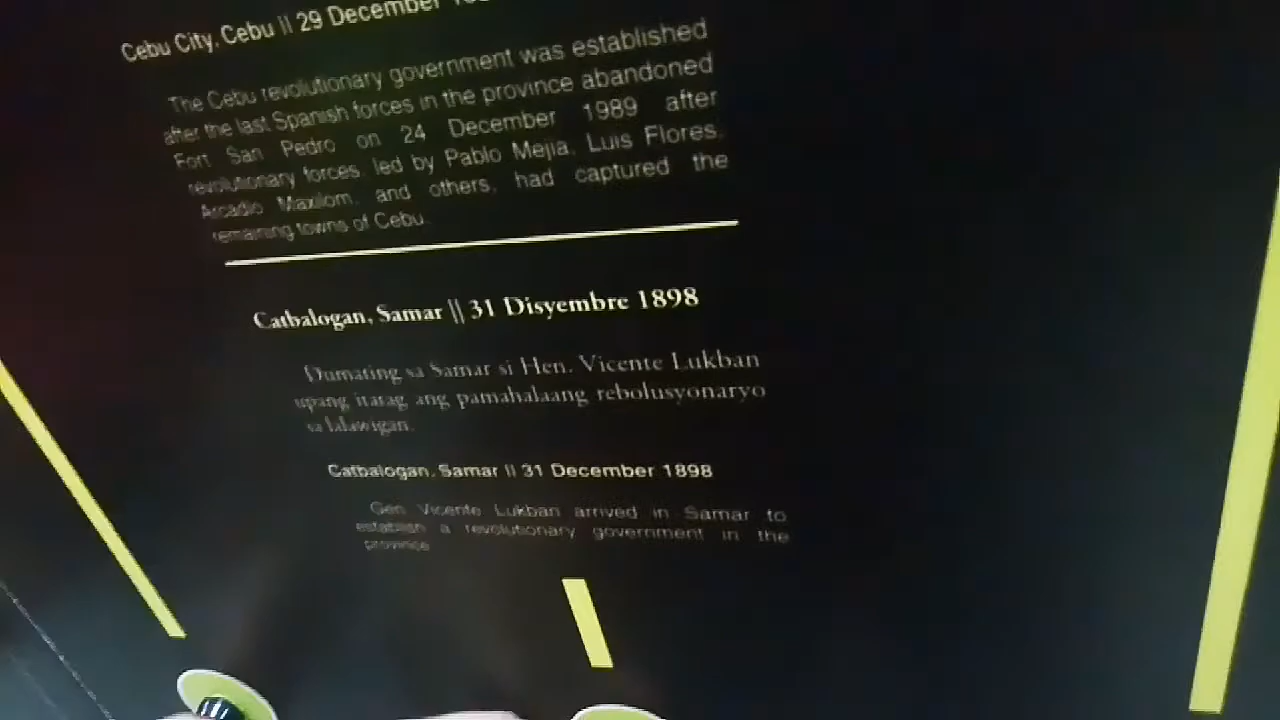 Cebu City, Cebu || 29 December
The Cebu revolutionary government was established
after the last Spanish forces in the province abandoned
Fort San Pedro on 24 December 1989 after
revolutionary forces, led by Pablo Mejia, Luis Flores,
Arcadio Maxilom, and others, had captured the
remaining towns of Cebu.
Catbalogan, Samar || 31 Disyembre 1898
Dumating sa Samar si Hen. Vicente Lukban
upang itatag ang pamahalaang rebolusyonaryo
sa lalawigan.
Catbalogan, Samar || 31 December 1898
Gen Vicente Lukban arrived in Samar to
establish a revolutionary government in the
province